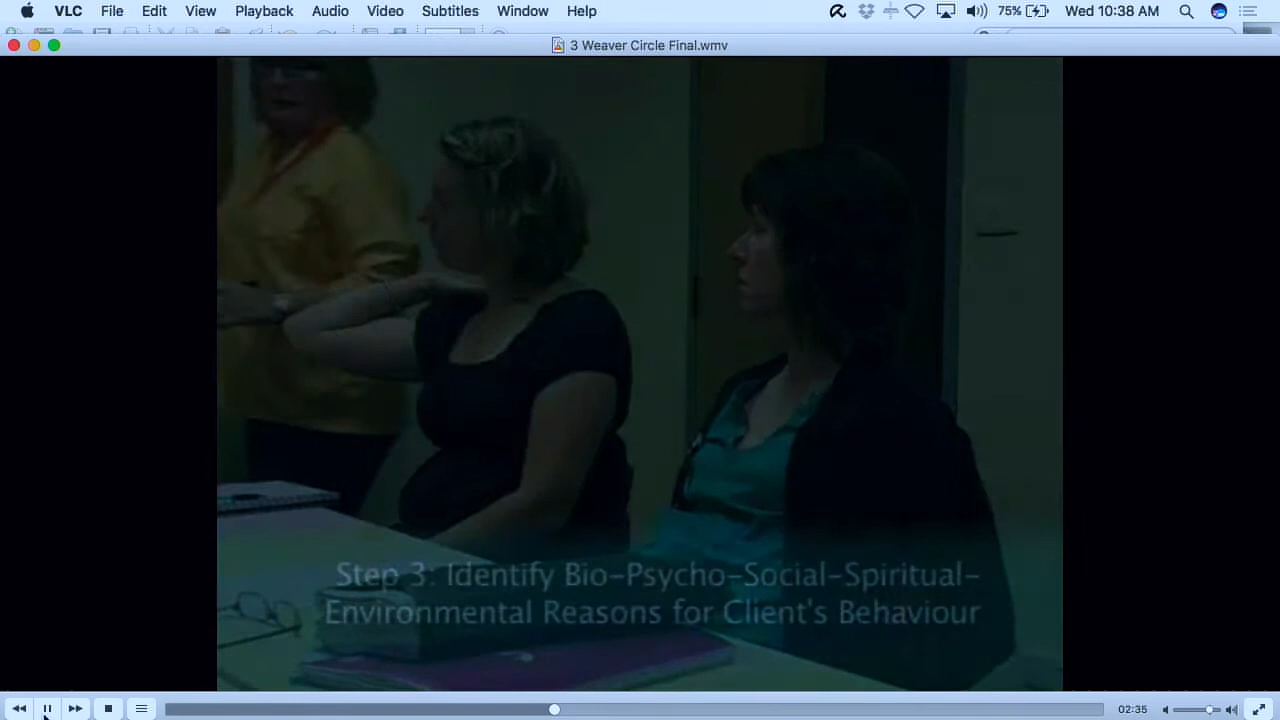 VLC File Edit View Playback Audio Video Subtitles Window Help 75% Wed 10:38 AM
3 Weaver Circle Final.wmv
Step 3: Identify Bio-Psycho-Social-Spiritual-
Environmental Reasons for Client's Behaviour
02:35